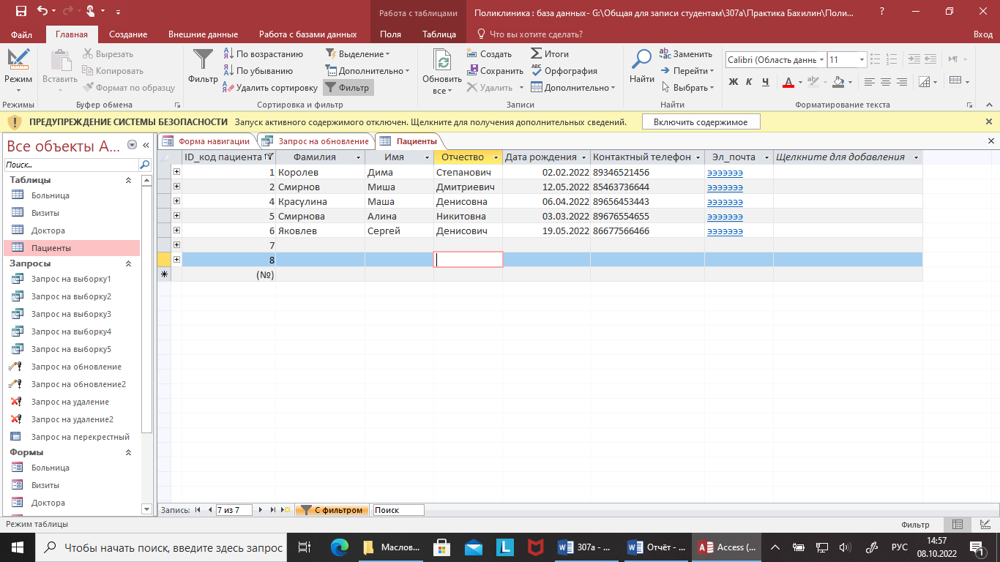 Работа с таблицами
Поликлиника : база данных- G:\Общая для записи студентам\307а\Практика Бахилин\Поли...
?
Файл Главная Создание Внешние данные Работа с базами данных Поля Таблица Что вы хотите сделать? Вход
Режим
Вставить
Вырезать
Копировать
Формат по образцу
Фильтр
По возрастанию
По убыванию
Удалить сортировку
Выделение
Дополнительно
Фильтр
Обновить все
Создать
Сохранить
Удалить
Итоги
Орфография
Дополнительно
Найти
Заменить
Перейти
Выбрать
Calibri (Область данны 11
Ж К Ч
Режимы Буфер обмена Сортировка и фильтр Записи Найти Форматирование текста
ПРЕДУПРЕЖДЕНИЕ СИСТЕМЫ БЕЗОПАСНОСТИ Запуск активного содержимого отключен. Щелкните для получения дополнительных сведений. Включить содержимое
Все объекты A...
Поиск...
Таблицы
Больница
Визиты
Доктора
Пациенты
Запросы
Запрос на выборку1
Запрос на выборку2
Запрос на выборку3
Запрос на выборку4
Запрос на выборку5
Запрос на обновление
Запрос на обновление2
Запрос на удаление
Запрос на удаление2
Запрос на перекрестный
Формы
Больница
Визиты
Доктора
Форма навигации Запрос на обновление Пациенты
ID_код пациента Фамилия Имя Отчество Дата рождения Контактный телефон Эл_почта Щелкните для добавления
1 Королев Дима Степанович 02.02.2022 89346521456 эээээээ
2 Смирнов Миша Дмитриевич 12.05.2022 85463736644 эээээээ
4 Красулина Маша Денисовна 06.04.2022 89656453443 эээээээ
5 Смирнова Алина Никитовна 03.03.2022 89676554655 эээээээ
6 Яковлев Сергей Денисович 19.05.2022 86677566466 эээээээ
7
8
(№)
Запись: 7 из 7 С фильтром Поиск
Режим таблицы Фильтр
Чтобы начать поиск, введите здесь запрос
Маслов...
307а - ...
Отчёт - ...
Access (...
РУС
14:57
08.10.2022
1